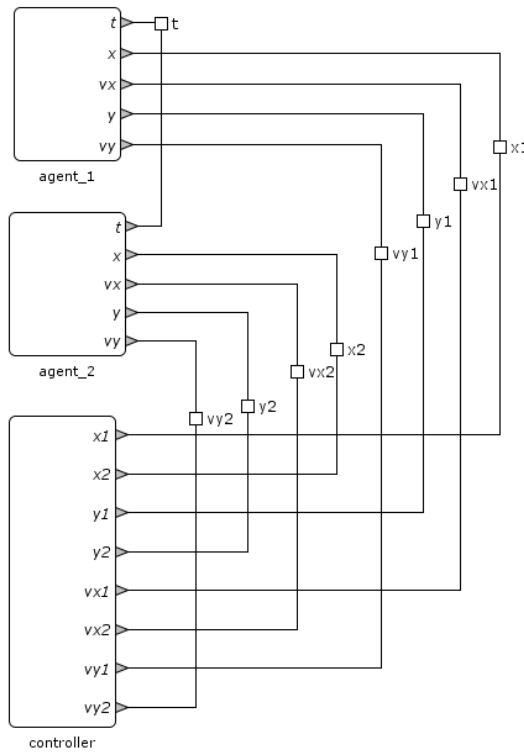 t
t
x
vx
y
vy
x1
agent_1
vx1
y1
t
vy1
x
vx
y
x2
vy
vx2
agent_2
y2
vy2
x1
x2
y1
y2
vx1
vx2
vy1
vy2
controller